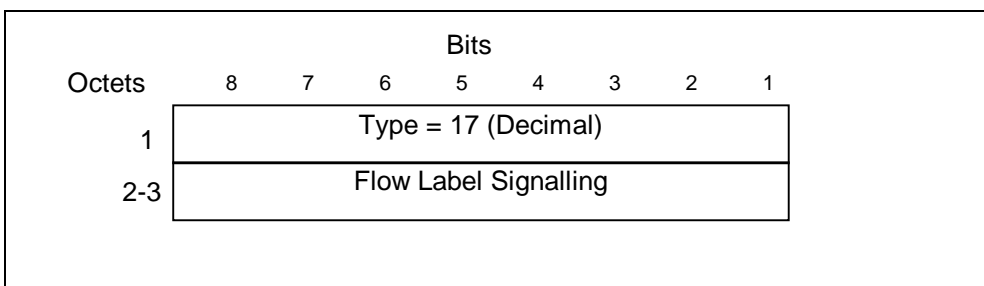 Bits
Octets 8 7 6 5 4 3 2 1
1 Type = 17 (Decimal)
2-3 Flow Label Signalling